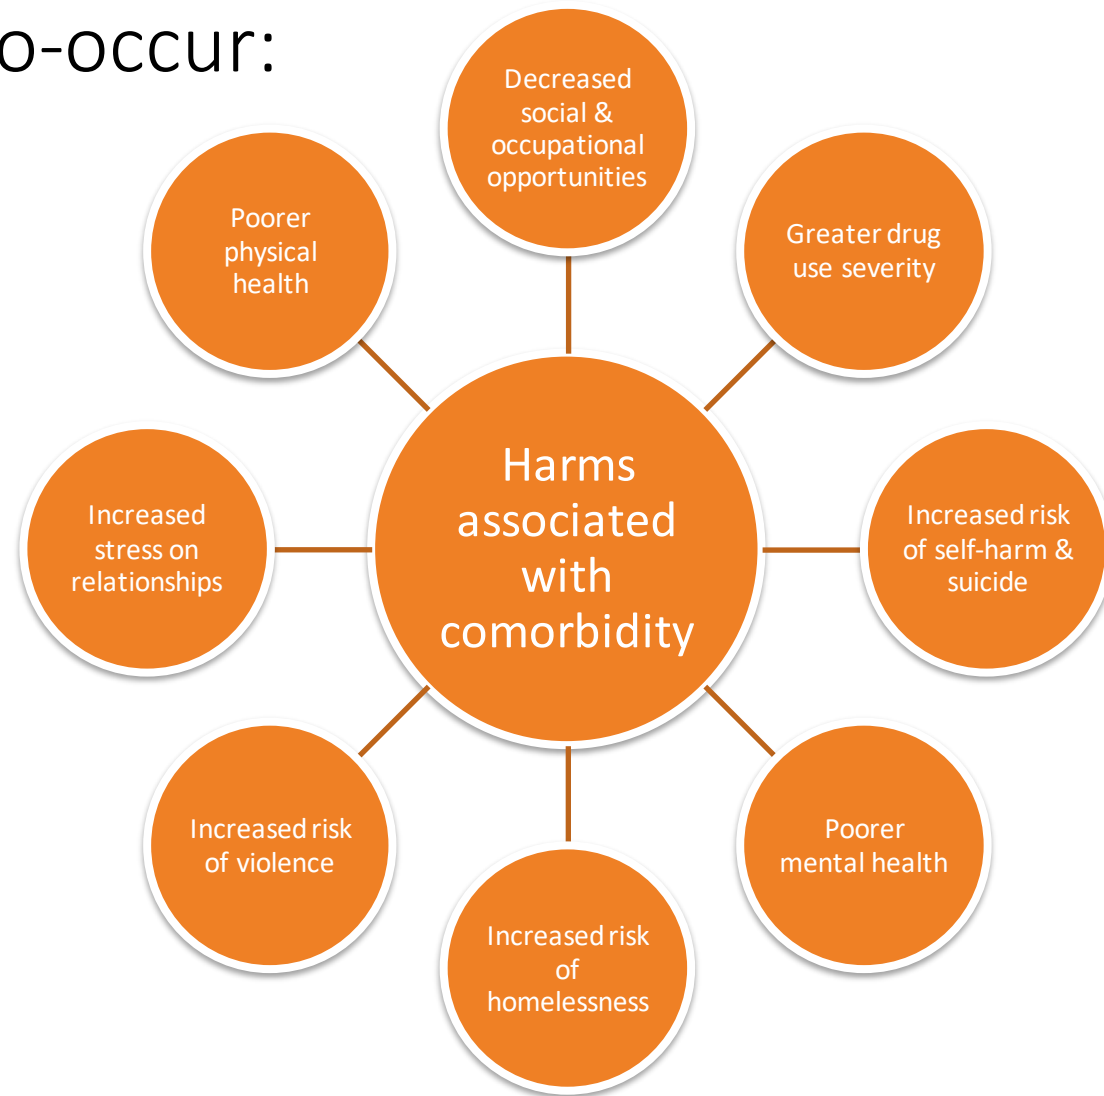 o-occur:
Decreased
social &
occupational
opportunities
Greater drug
use severity
Increased risk
of self-harm &
suicide
Poorer
mental health
Increased risk
of
homelessness
Increased risk
of violence
Increased
stress on
relationships
Poorer
physical
health
Harms
associated
with
comorbidity